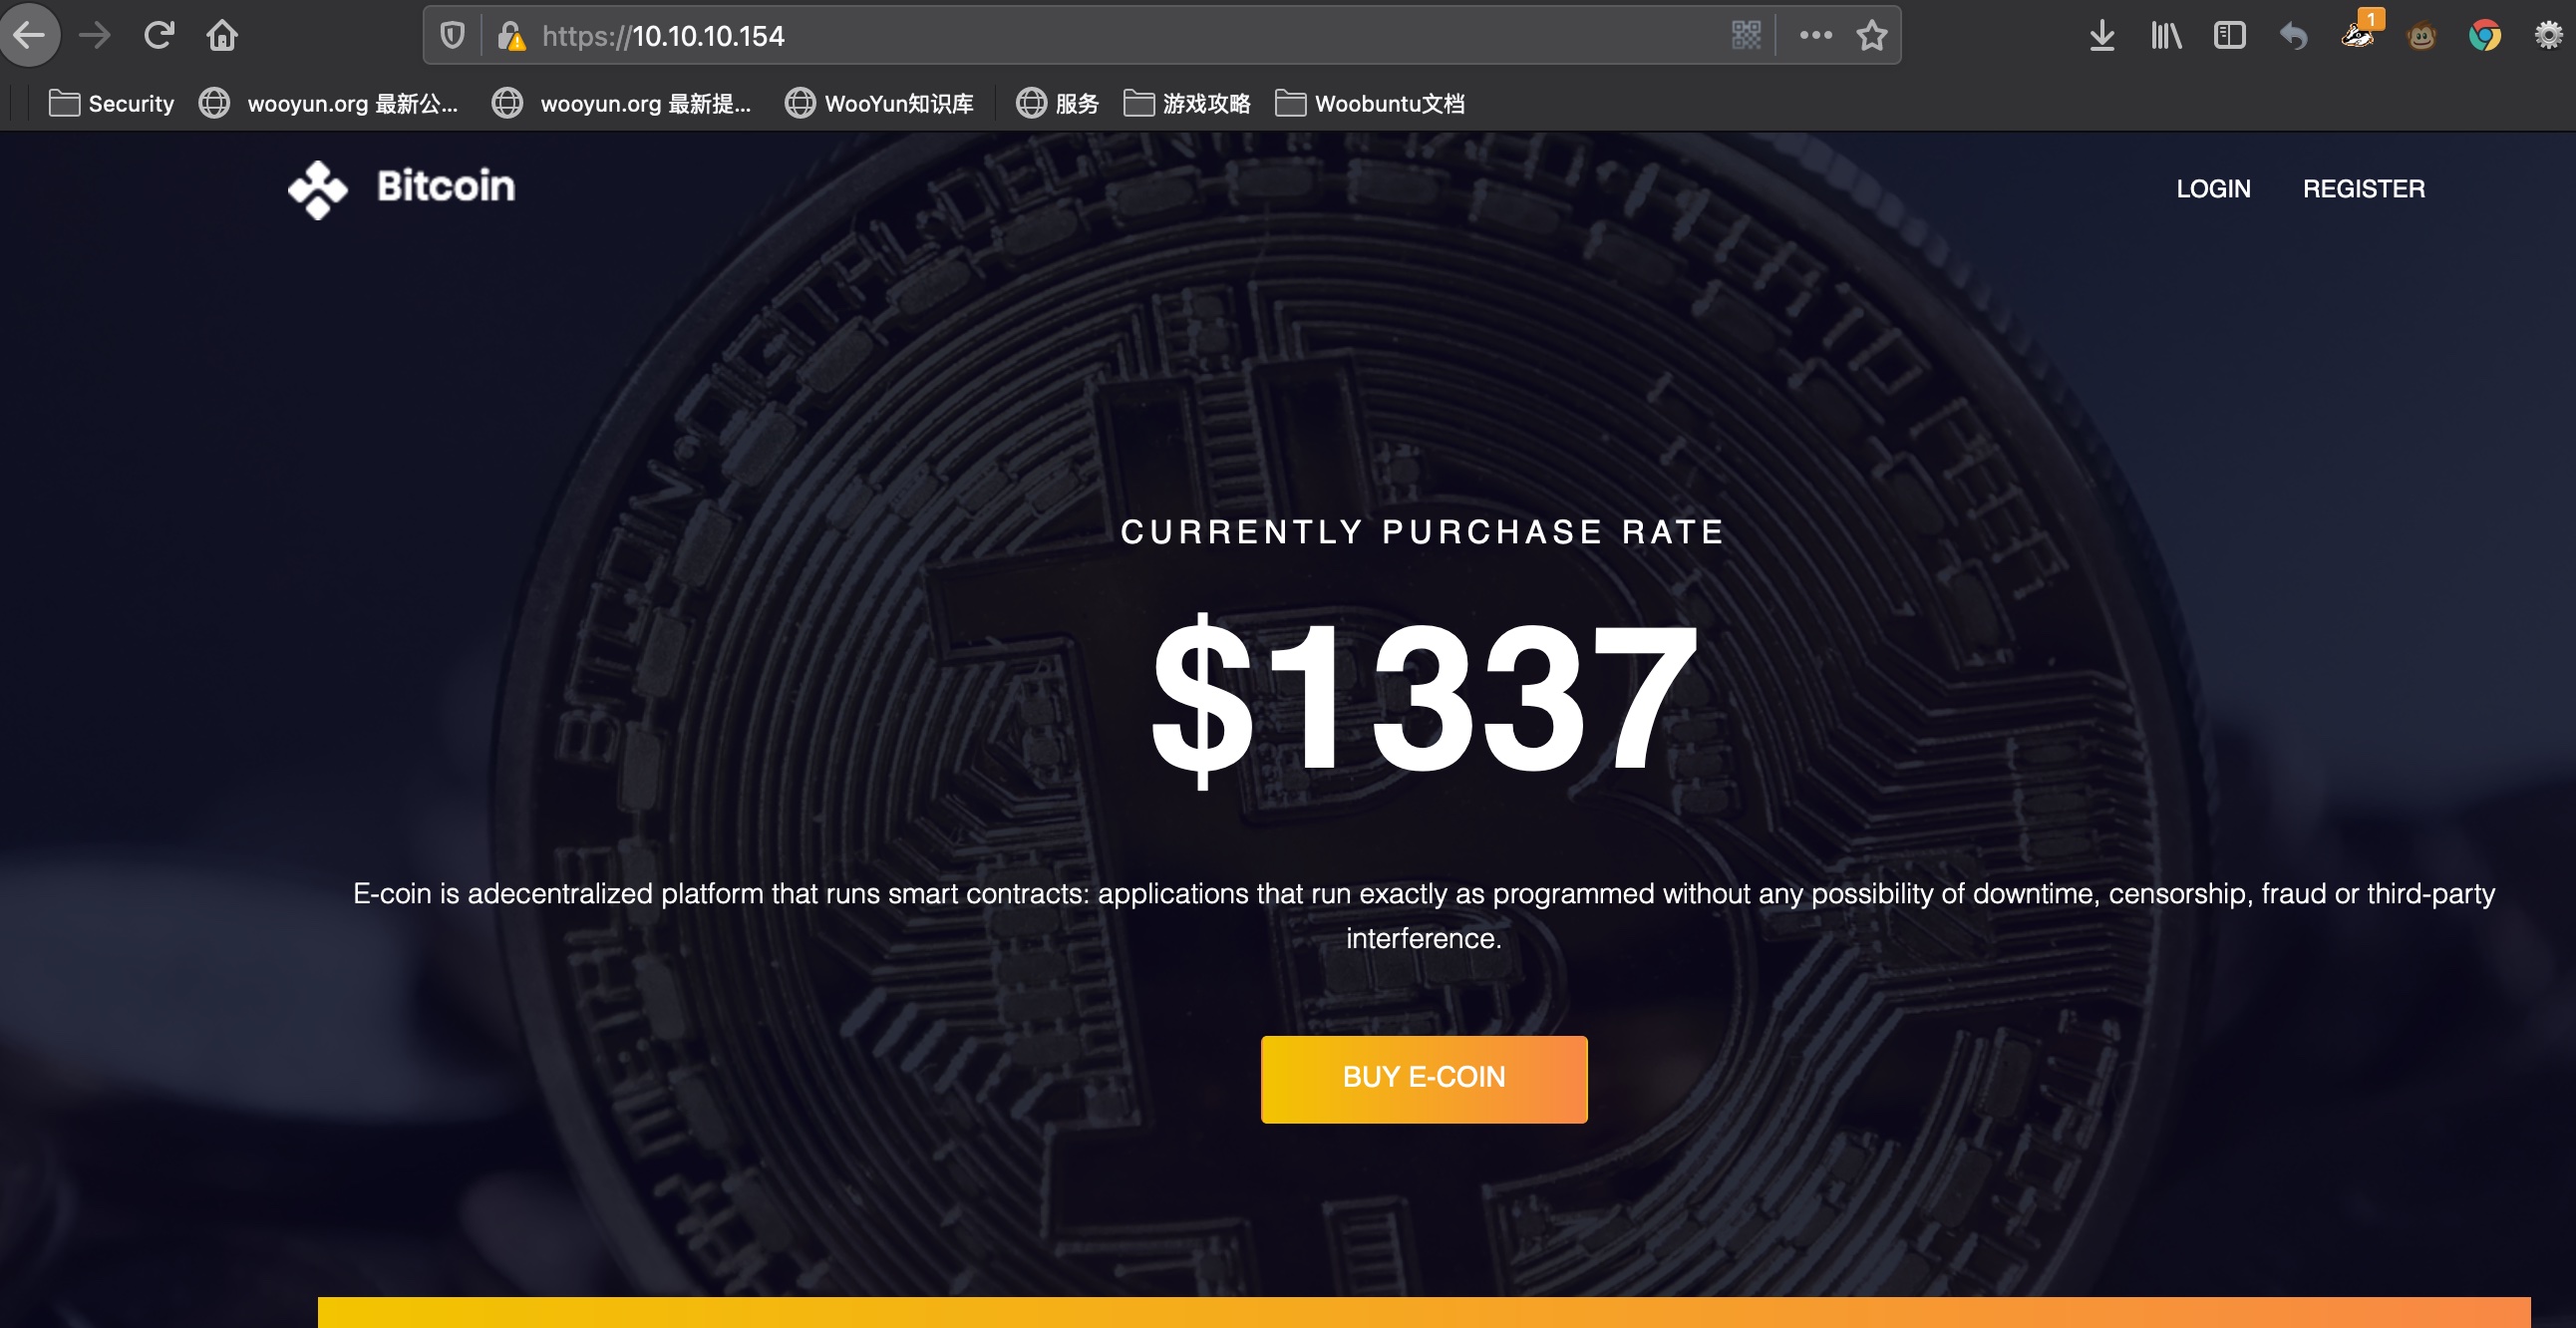 https://10.10.10.154
1
Security wooyun.org 最新公... wooyun.org 最新提... WooYun知识库 服务 游戏攻略 Woobuntu文档
Bitcoin
LOGIN REGISTER
CURRENTLY PURCHASE RATE
$1337
E-coin is adecentralized platform that runs smart contracts: applications that run exactly as programmed without any possibility of downtime, censorship, fraud or third-party
interference.
BUY E-COIN